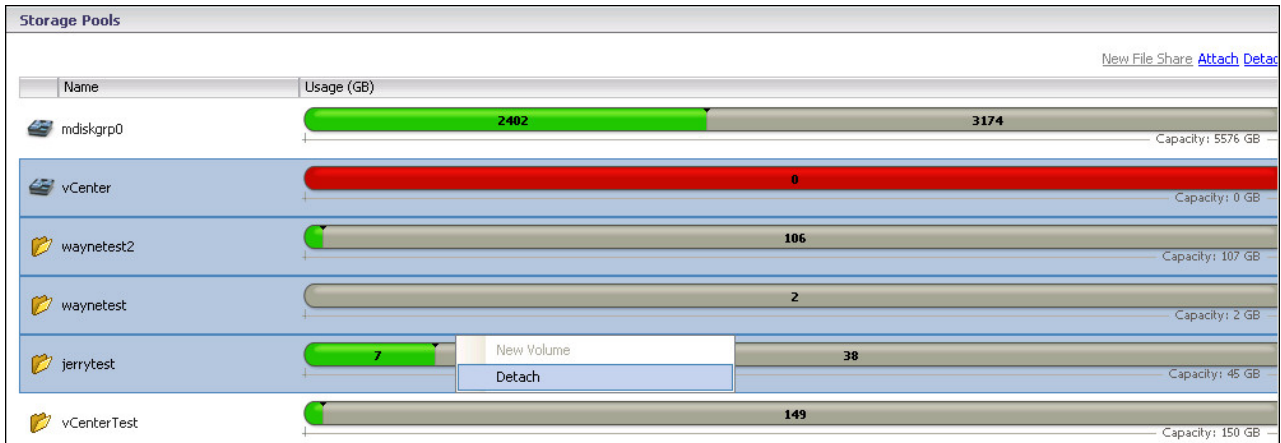 Storage Pools
New File Share Attach Detac
Name Usage (GB)
mdiskgrp0 2402 3174
Capacity: 5576 GB
vCenter 0
Capacity: 0 GB
waynetest2 106
Capacity: 107 GB
waynetest 2
Capacity: 2 GB
jerrytest 7 New Volume 38
Detach Capacity: 45 GB
vCenterTest 149
Capacity: 150 GB